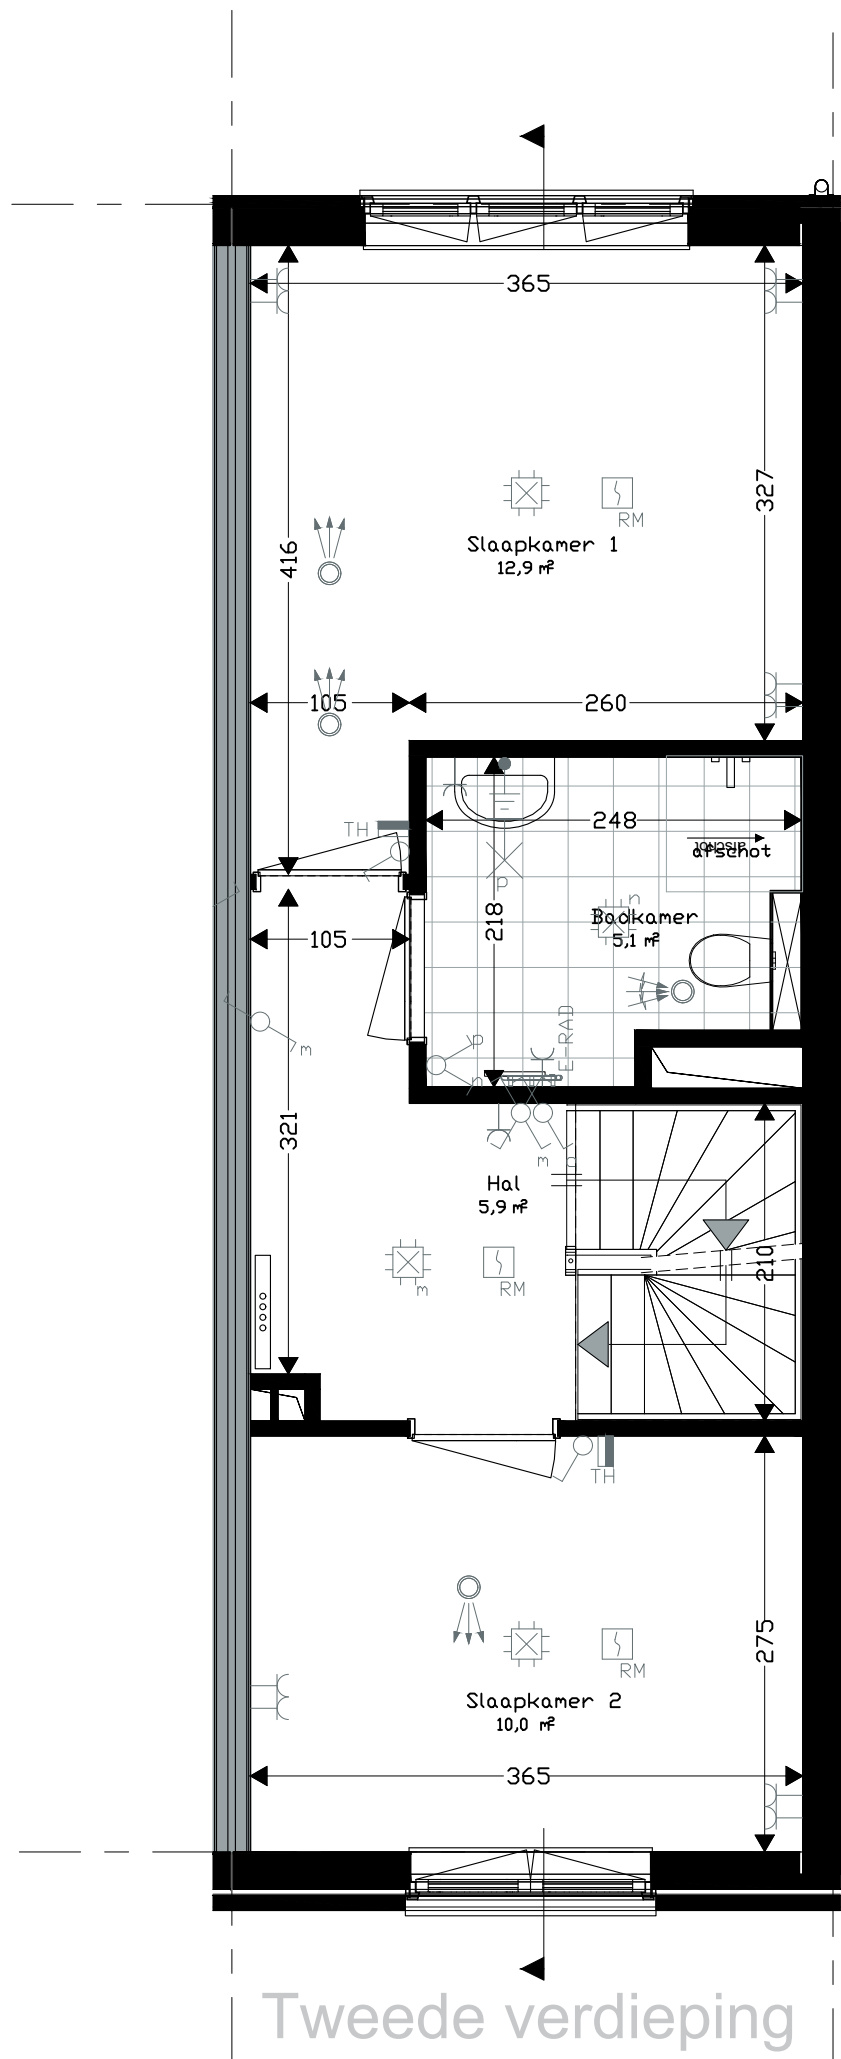 365
327
416
RM
Slaapkamer 1
12,9 m²
105
260
TH
248
afschot
afschot
p
218
n
Badkamer
5,1 m²
105
m
p
n
E-RAD
321
m
Hal
5,9 m²
210
m
RM
TH
275
RM
Slaapkamer 2
10,0 m²
365
Tweede verdieping